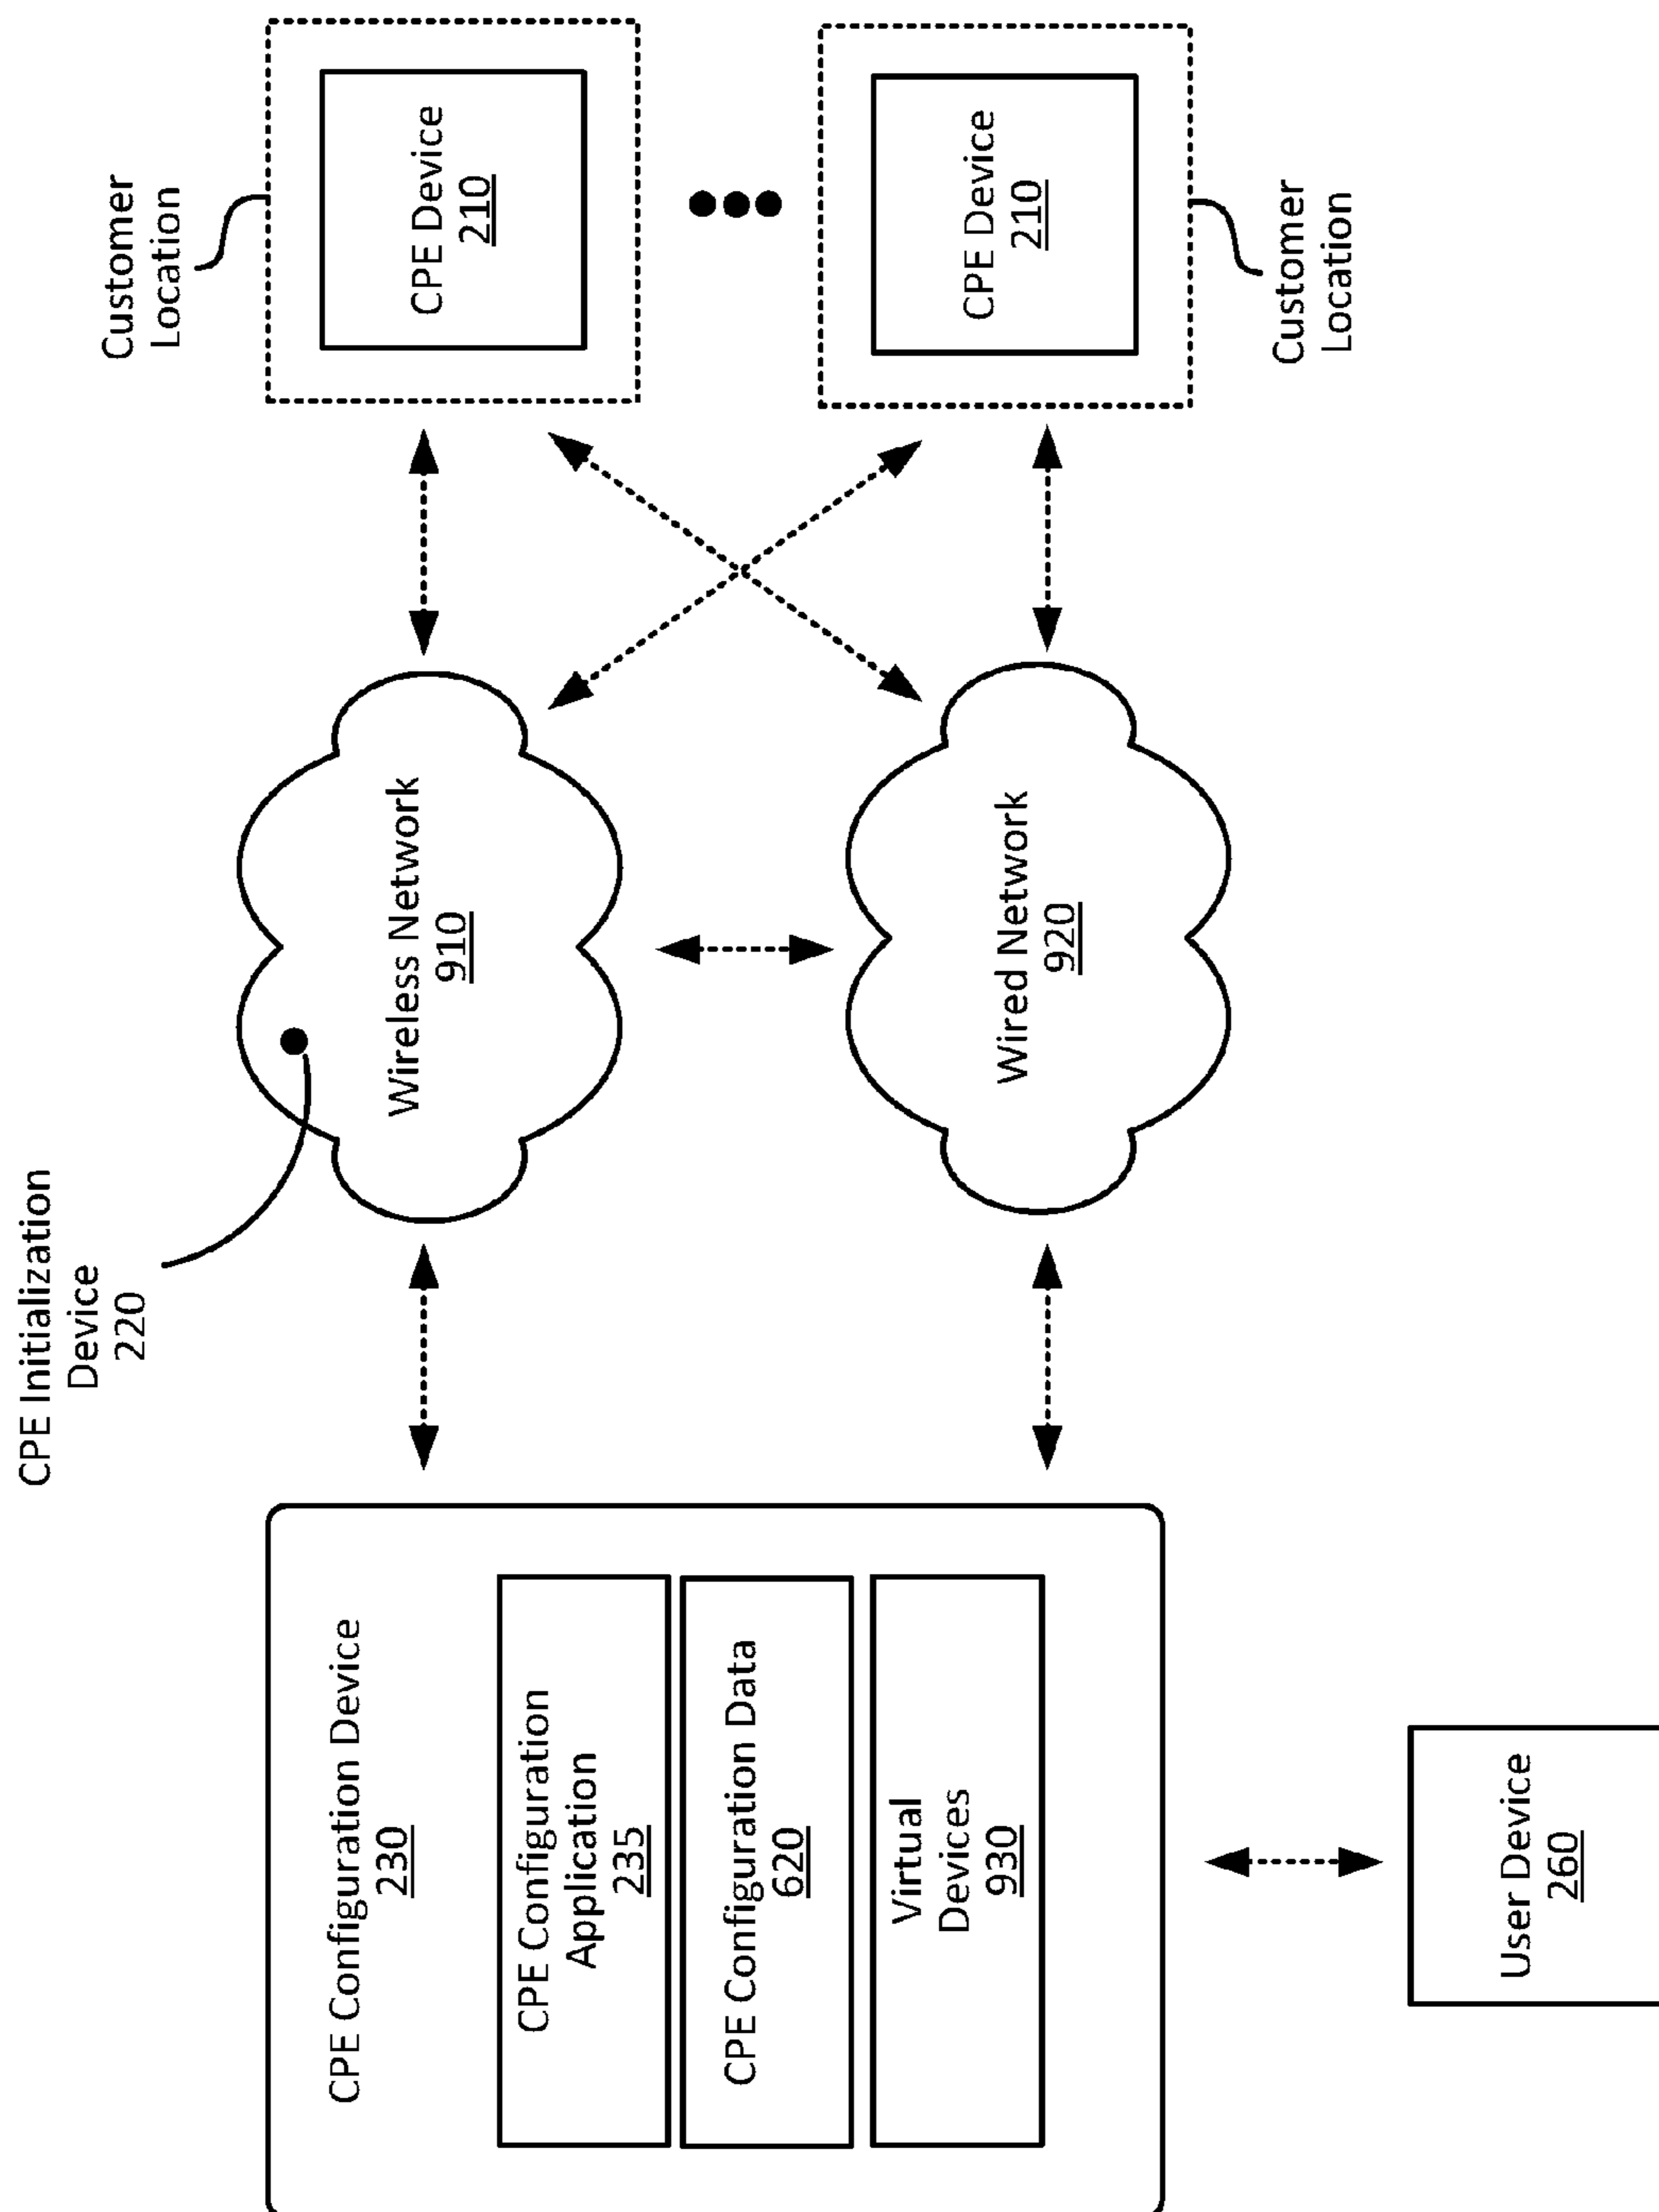 CPE Initialization
Device
220
CPE Configuration Device
230
CPE Configuration
Application
235
CPE Configuration Data
620
Virtual
Devices
930
User Device
260
Wireless Network
910
Wired Network
920
Customer
Location
CPE Device
210
CPE Device
210
Customer
Location